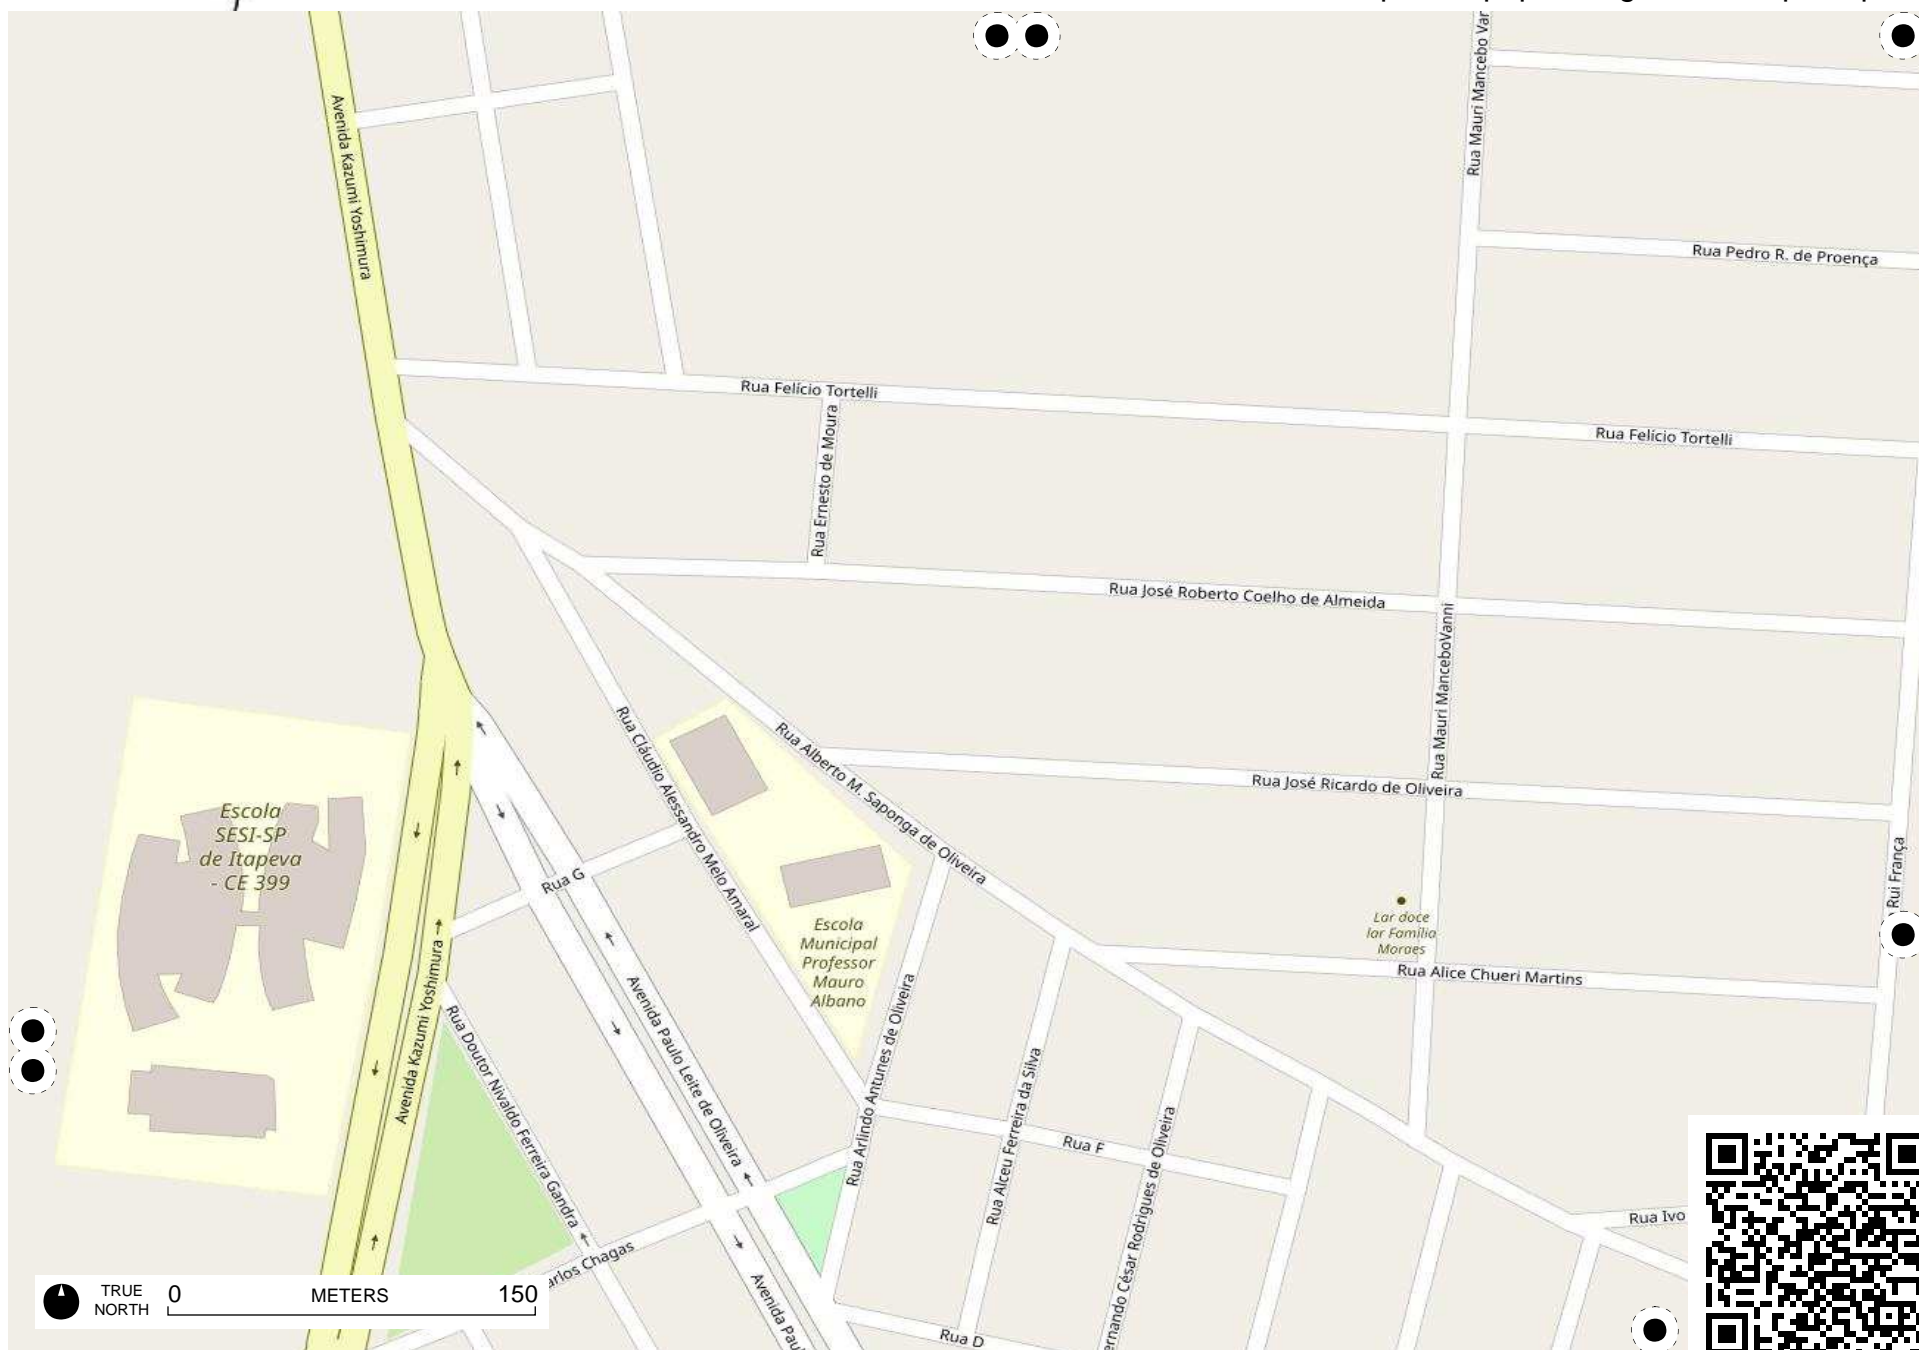 Avenida Kazumi Yoshimura
Rua Mauri Mancebo
Rua Pedro R. de Proença
Rua Felício Tortelli
Rua Felício Tortelli
Rua Ernesto de Moura
Rua José Roberto Coelho de Almeida
Rua Mauri ManceboVanni
Rua Cláudio Alessandro Melo Amaral
Rua Alberto M. Saponga de Oliveira
Rua José Ricardo de Oliveira
Escola
SESI-SP
de Itapeva
- CE 399
Rua G
Rui França
Escola
Municipal
Professor
Mauro
Albano
Lar doce
lar Família
Moraes
Rua Alice Chueri Martins
Avenida Kazumi Yoshimura
Avenida Paulo Leite de Oliveira
Rua Doutor Nivaldo Ferreira Gandra
Rua Arlindo Antunes de Oliveira
Rua Alceu Ferreira da Silva
Rua F
César Rodrigues de Oliveira
Rua Ivo
Chagas
Avenida
Rua D
TRUE
NORTH
0 METERS 150